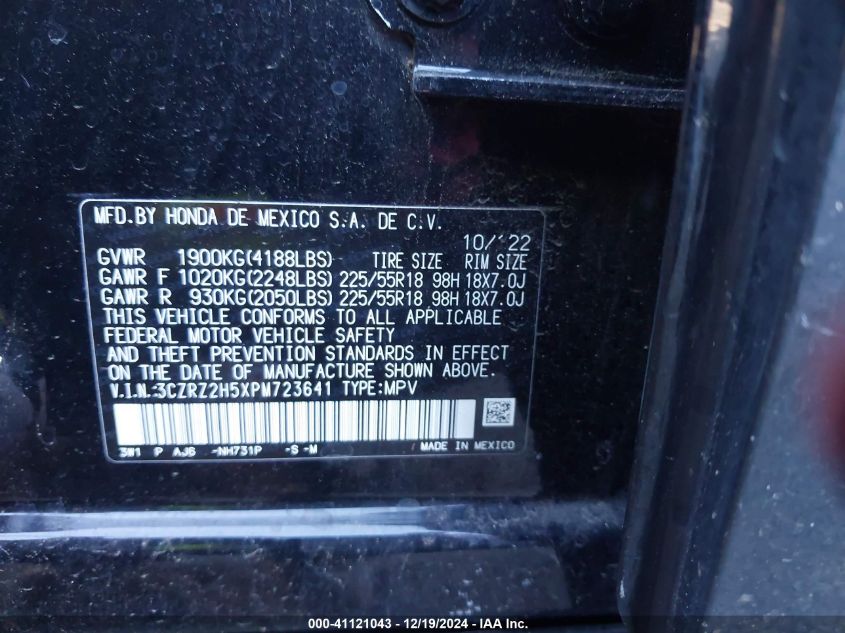 MFD.BY HONDA DE MEXICO S.A. DE C.V.
10/'22
GVWR 1900KG(4188LBS) TIRE SIZE RIM SIZE
GAWR F 1020KG(2248LBS) 225/55R18 98H 18X7.0J
GAWR R 930KG(2050LBS) 225/55R18 98H 18X7.0J
THIS VEHICLE CONFORMS TO ALL APPLICABLE
FEDERAL MOTOR VEHICLE SAFETY
AND THEFT PREVENTION STANDARDS IN EFFECT
ON THE DATE OF MANUFACTURE SHOWN ABOVE.
V.I.N.:3CZRZ2H5XPM723641 TYPE:MPV
3W1 P AJ6 -NH731P -S -M MADE IN MEXICO
000-41121043 - 12/19/2024 - IAA Inc.